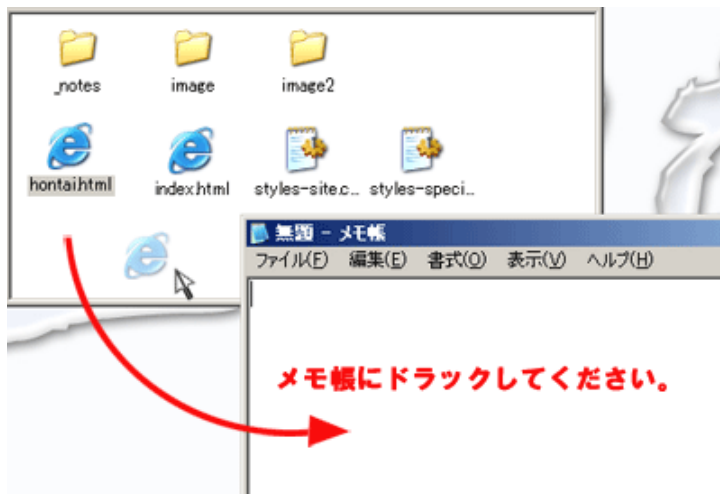 _notes
image
image2
hontai.html
index.html
styles-site.c...
styles-speci...
無題 - メモ帳
ファイル(F)
編集(E)
書式(O)
表示(V)
ヘルプ(H)
メモ帳にドラックしてください。